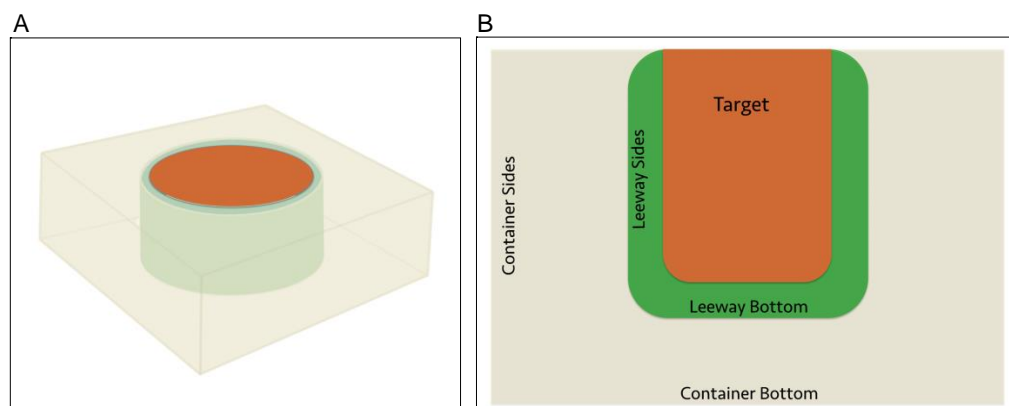 A
B
Target
Leeway Sides
Container Sides
Leeway Bottom
Container Bottom